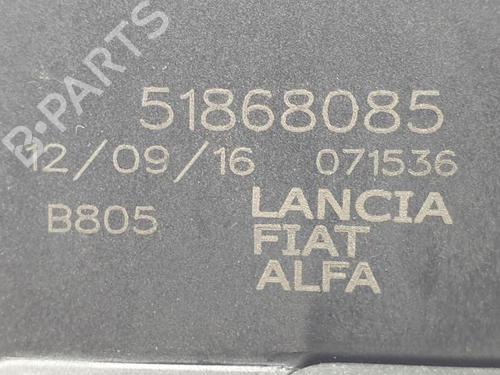 51868085
12/09/16 071536
B805 LANCIA
FIAT
ALFA
B-PARTS